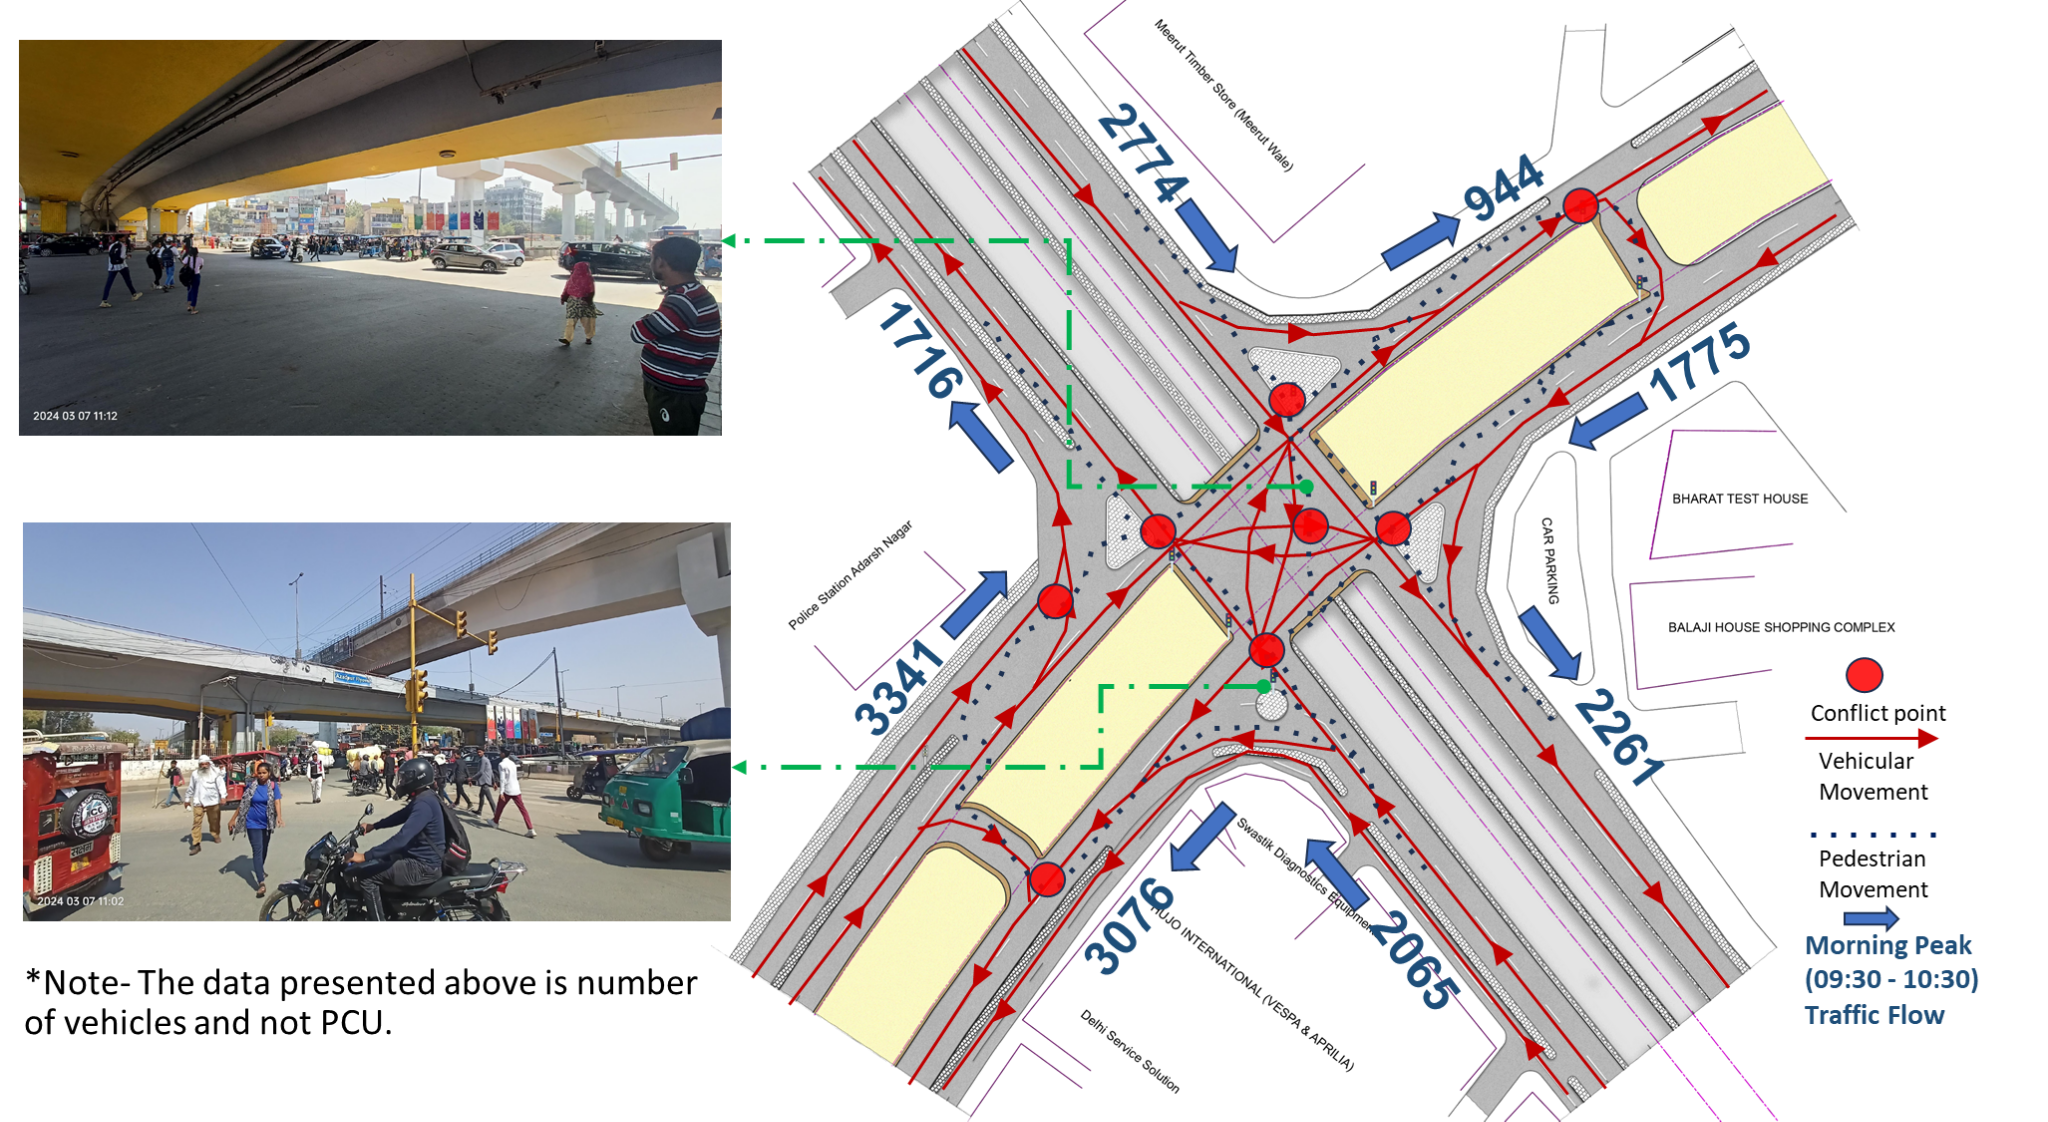 2024 03 07 11:12
2024 03 07 11:02
*Note- The data presented above is number
of vehicles and not PCU.
Meerut Timber Store (Meerut Wale)
2774
944
1716
1775
Police Station Adarsh Nagar
3341
BHARAT TEST HOUSE
CAR PARKING
BALAJI HOUSE SHOPPING COMPLEX
2261
Swastik Diagnostics Equipment
3076
2065
UJO INTERNATIONAL (VESPA & APRILIA)
Delhi Service Solution
Conflict point
Vehicular
Movement
Pedestrian
Movement
Morning Peak
(09:30 - 10:30)
Traffic Flow